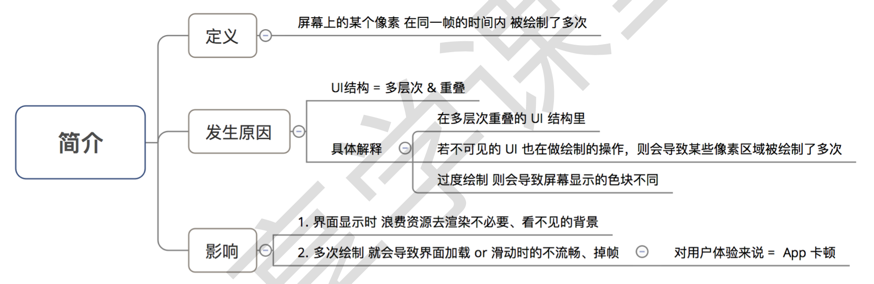 简介
定义
屏幕上的某个像素 在同一帧的时间内 被绘制了多次
发生原因
UI结构 = 多层次 & 重叠
具体解释
在多层次重叠的 UI 结构里
若不可见的 UI 也在做绘制的操作，则会导致某些像素区域被绘制了多次
过度绘制 则会导致屏幕显示的色块不同
影响
1. 界面显示时 浪费资源去渲染不必要、看不见的背景
2. 多次绘制 就会导致界面加载 or 滑动时的不流畅、掉帧
对用户体验来说 = App 卡顿
享学课堂